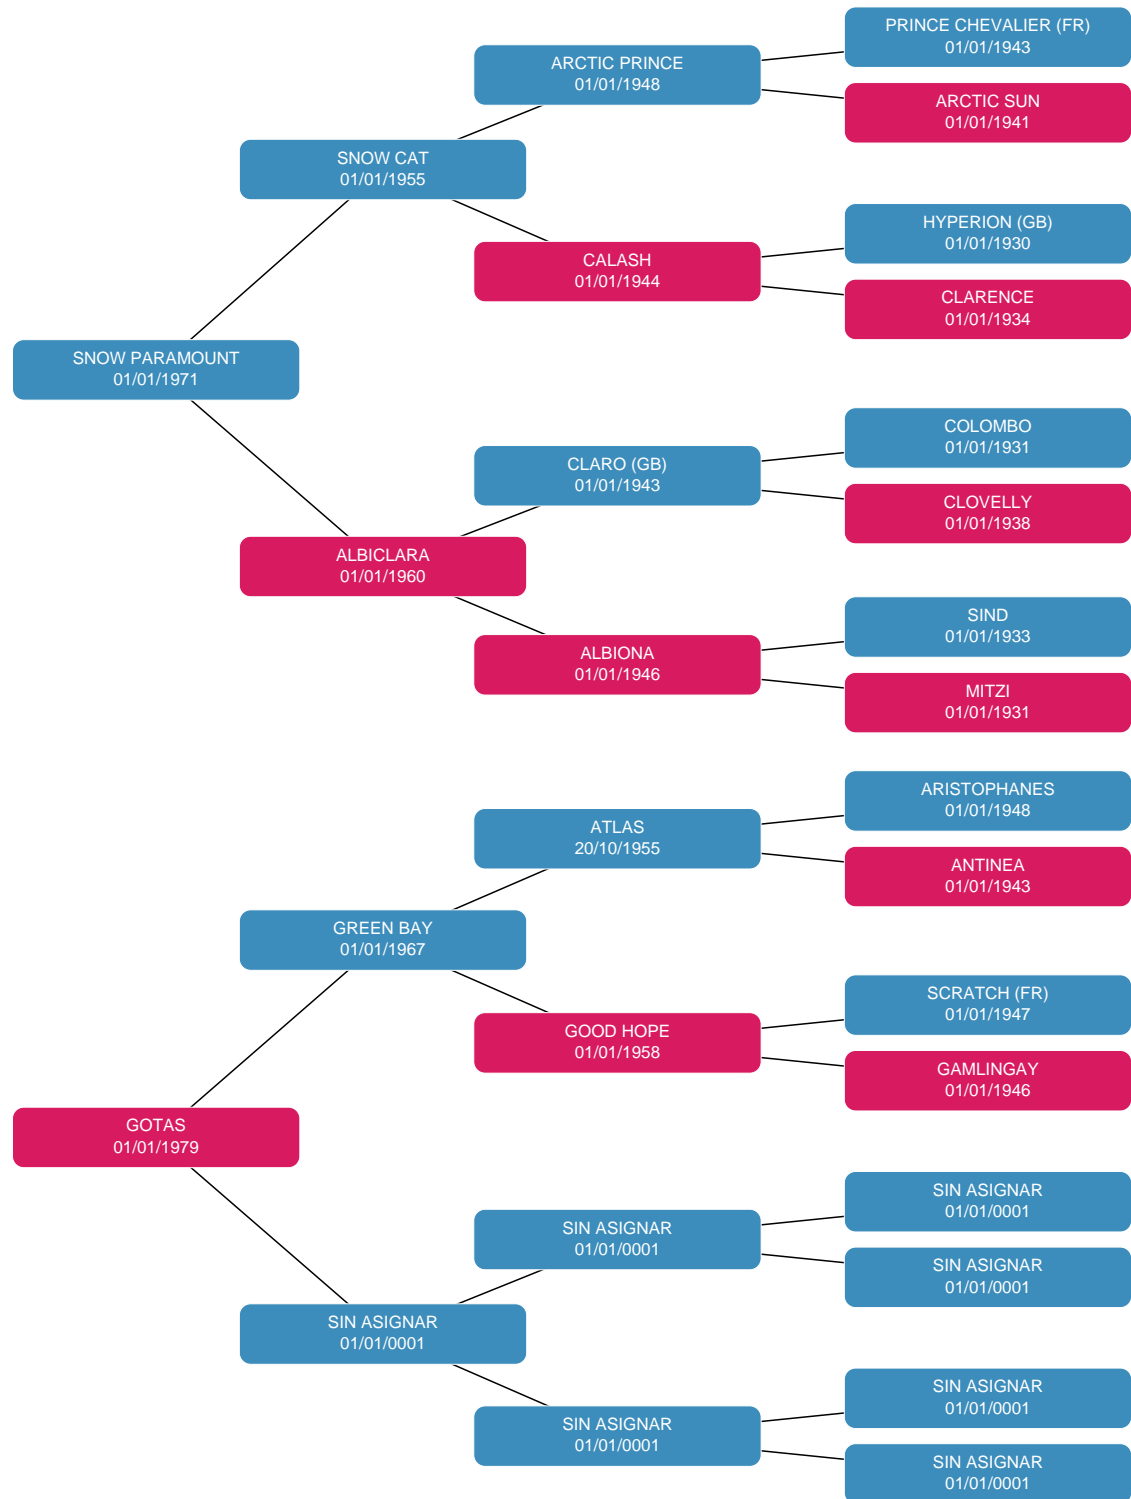 PRINCE CHEVALIER (FR)
01/01/1943
ARCTIC PRINCE
01/01/1948
ARCTIC SUN
01/01/1941
SNOW CAT
01/01/1955
HYPERION (GB)
01/01/1930
CALASH
01/01/1944
CLARENCE
01/01/1934
SNOW PARAMOUNT
01/01/1971
COLOMBO
01/01/1931
CLARO (GB)
01/01/1943
CLOVELLY
01/01/1938
ALBICLARA
01/01/1960
SIND
01/01/1933
ALBIONA
01/01/1946
MITZI
01/01/1931
ARISTOPHANES
01/01/1948
ATLAS
20/10/1955
ANTINEA
01/01/1943
GREEN BAY
01/01/1967
SCRATCH (FR)
01/01/1947
GOOD HOPE
01/01/1958
GAMLINGAY
01/01/1946
GOTAS
01/01/1979
SIN ASIGNAR
01/01/0001
SIN ASIGNAR
01/01/0001
SIN ASIGNAR
01/01/0001
SIN ASIGNAR
01/01/0001
SIN ASIGNAR
01/01/0001
SIN ASIGNAR
01/01/0001
SIN ASIGNAR
01/01/0001